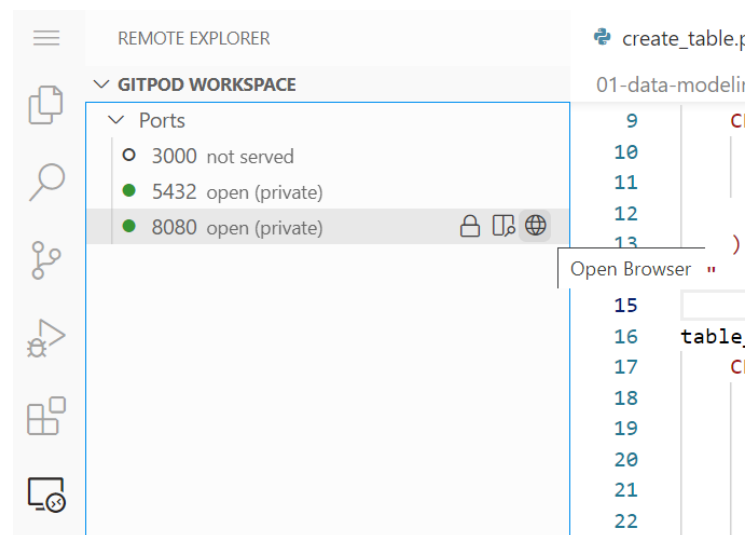 REMOTE EXPLORER
GITPOD WORKSPACE
Ports
3000 not served
5432 open (private)
8080 open (private)
Open Browser
create_table.p
01-data-modelin
9
10
11
12
13 )
"
15
16 table_
17
18
19
20
21
22